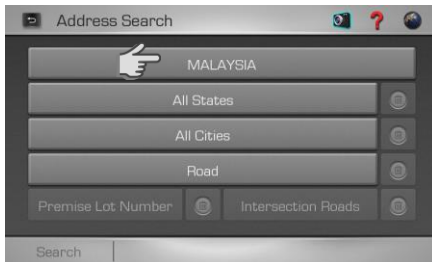 Address Search
?
MALAYSIA
All States
All Cities
Road
Premise Lot Number Intersection Roads
Search